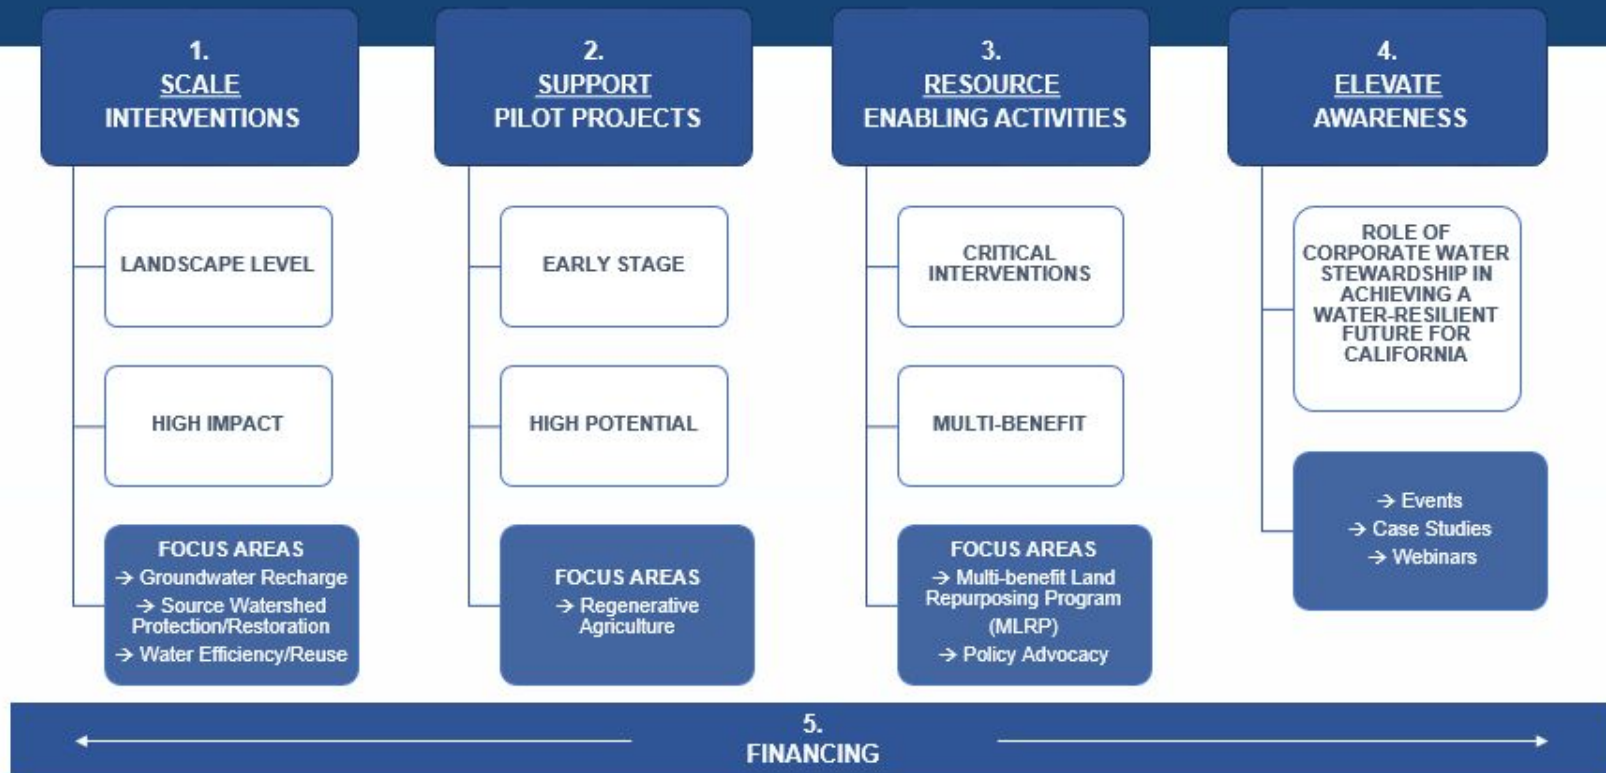 1.
SCALE
INTERVENTIONS
LANDSCAPE LEVEL
HIGH IMPACT
FOCUS AREAS
→ Groundwater Recharge
→ Source Watershed
Protection/Restoration
→ Water Efficiency/Reuse
2.
SUPPORT
PILOT PROJECTS
EARLY STAGE
HIGH POTENTIAL
FOCUS AREAS
→ Regenerative
Agriculture
3.
RESOURCE
ENABLING ACTIVITIES
CRITICAL
INTERVENTIONS
MULTI-BENEFIT
FOCUS AREAS
→ Multi-benefit Land
Repurposing Program
(MLRP)
→ Policy Advocacy
4.
ELEVATE
AWARENESS
ROLE OF
CORPORATE WATER
STEWARDSHIP IN
ACHIEVING A
WATER-RESILIENT
FUTURE FOR
CALIFORNIA
→ Events
→ Case Studies
→ Webinars
5.
FINANCING